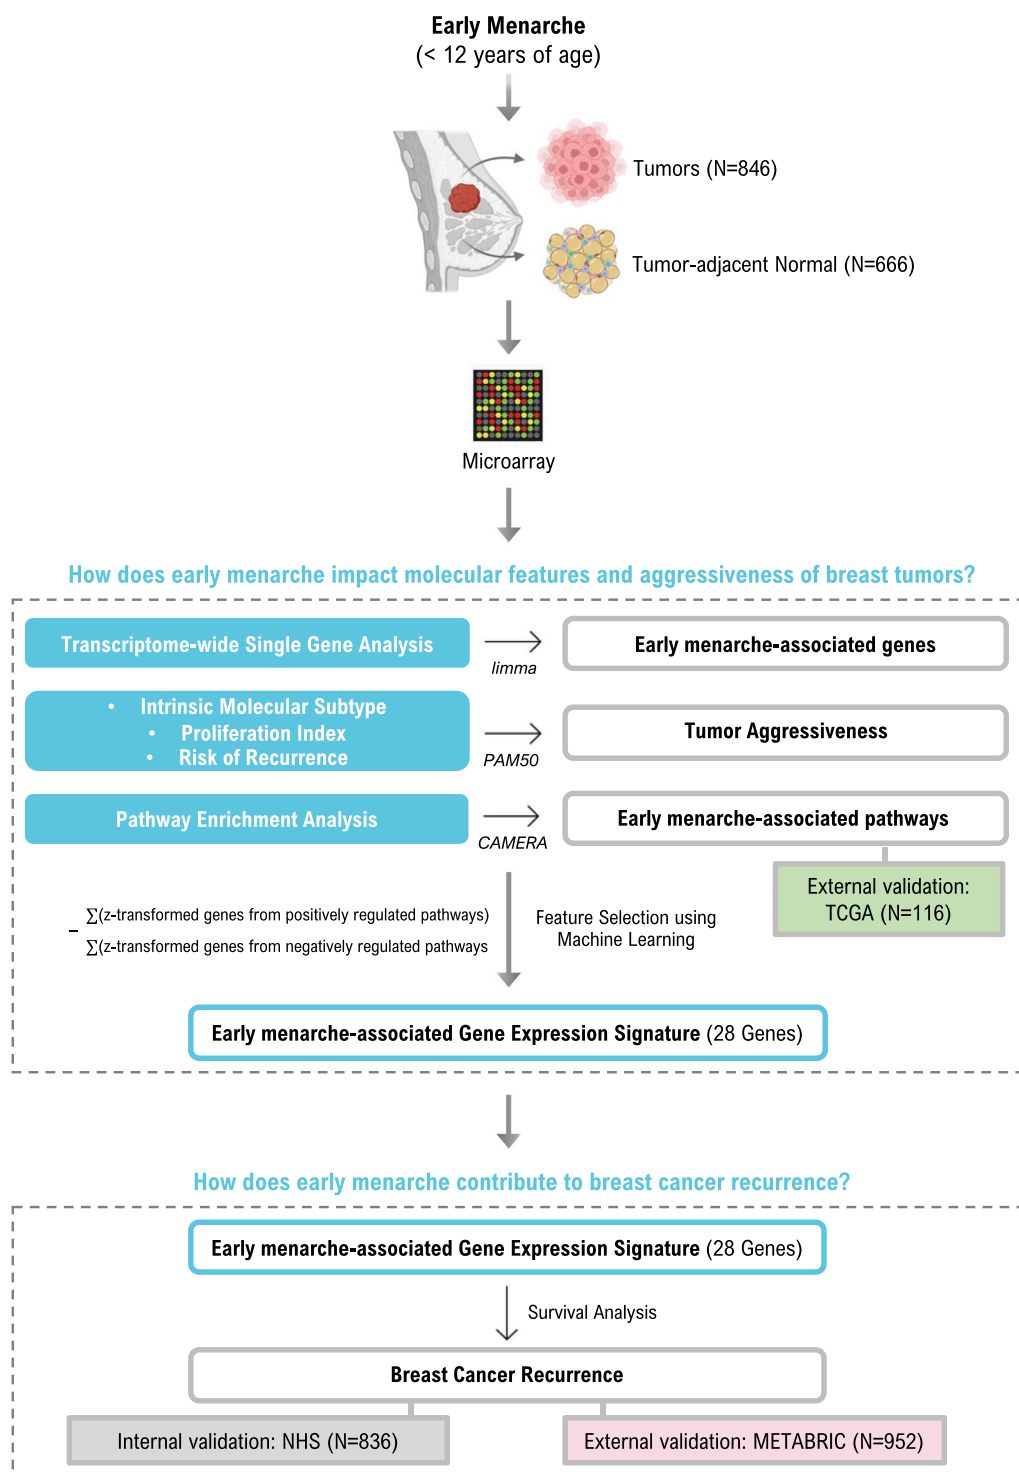 Early Menarche
(< 12 years of age)
Tumors (N=846)
Tumor-adjacent Normal (N=666)
Microarray
How does early menarche impact molecular features and aggressiveness of breast tumors?
Transcriptome-wide Single Gene Analysis
limma
Early menarche-associated genes
• Intrinsic Molecular Subtype
• Proliferation Index
• Risk of Recurrence
PAM50
Tumor Aggressiveness
Pathway Enrichment Analysis
CAMERA
Early menarche-associated pathways
External validation:
TCGA (N=116)
∑(z-transformed genes from positively regulated pathways)
– ∑(z-transformed genes from negatively regulated pathways
Feature Selection using
Machine Learning
Early menarche-associated Gene Expression Signature (28 Genes)
How does early menarche contribute to breast cancer recurrence?
Early menarche-associated Gene Expression Signature (28 Genes)
Survival Analysis
Breast Cancer Recurrence
Internal validation: NHS (N=836)
External validation: METABRIC (N=952)